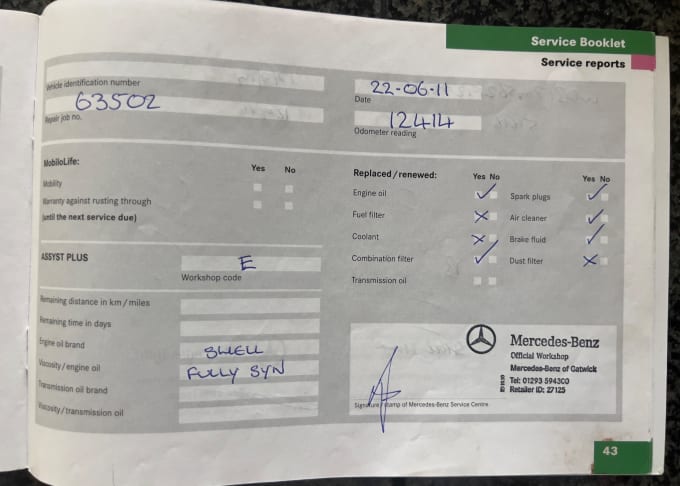 Service Booklet
Service reports
Vehicle identification number
63502
Repair job no.
22-06-11
Date
12414
Odometer reading
MobiloLife:
Yes No
Mobility
Warranty against rusting through
(until the next service due)
Replaced/renewed:
Yes No
Engine oil
Fuel filter
Coolant
Combination filter
Transmission oil
Yes No
Spark plugs
Air cleaner
Brake fluid
Dust filter
ASSYST PLUS
E
Workshop code
Remaining distance in km/miles
Remaining time in days
Engine oil brand
SHELL
Viscosity/engine oil
FULLY SYN
Transmission oil brand
Viscosity/transmission oil
Mercedes-Benz
Official Workshop
Mercedes-Benz of Gatwick
Tel: 01293 594300
Retailer ID: 27125
Signature/stamp of Mercedes-Benz Service Centre
43